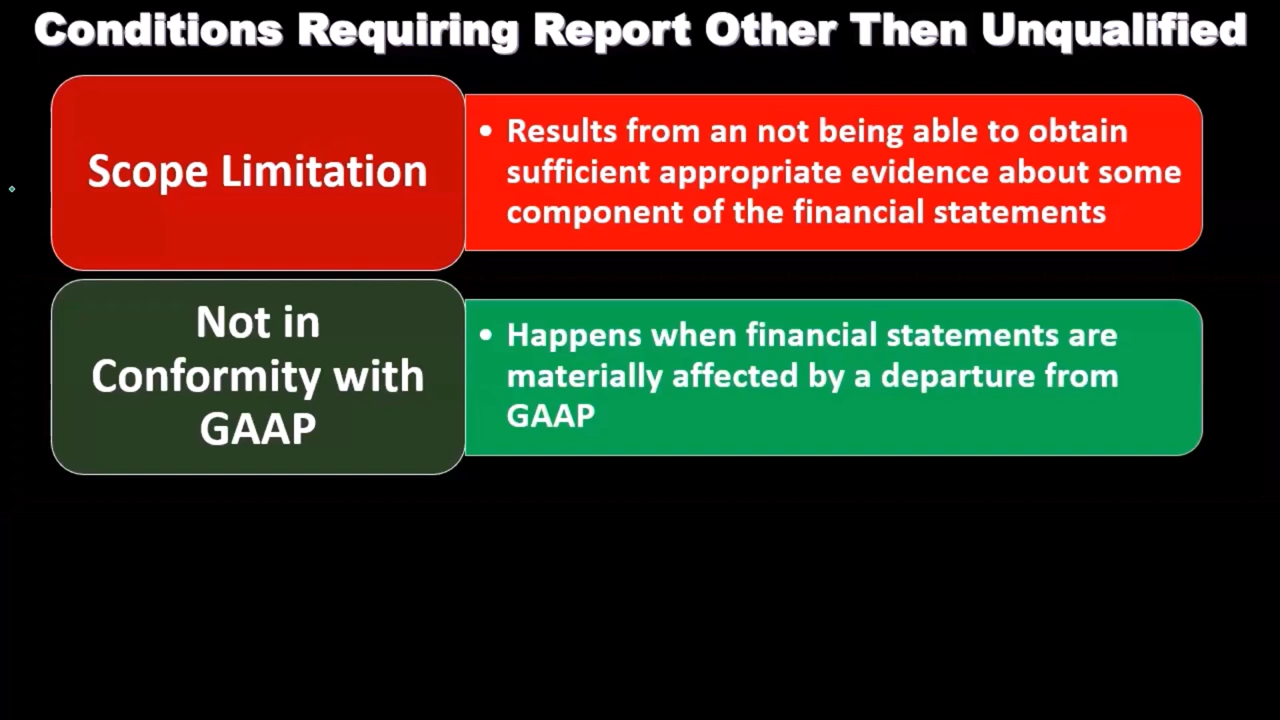 Conditions Requiring Report Other Then Unqualified
Scope Limitation
• Results from an not being able to obtain
sufficient appropriate evidence about some
component of the financial statements
Not in
Conformity with
GAAP
• Happens when financial statements are
materially affected by a departure from
GAAP